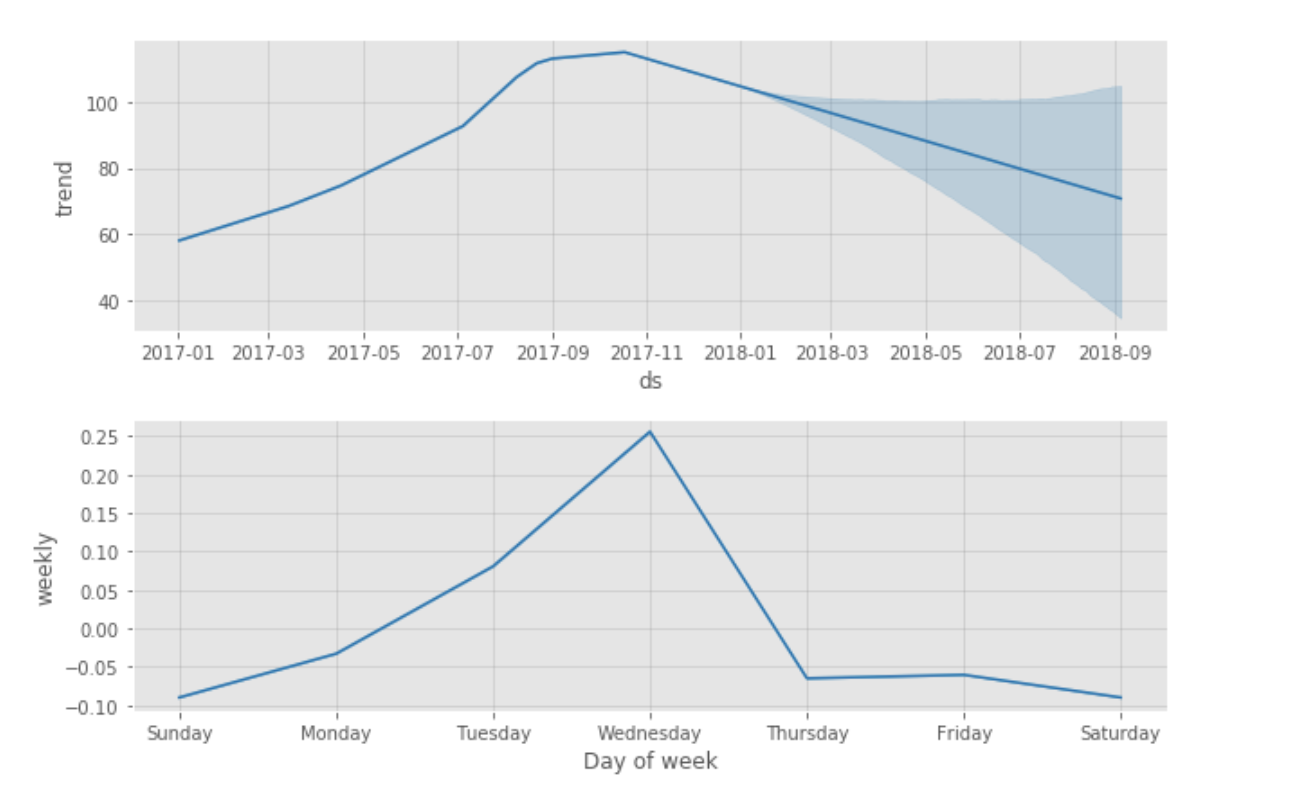 trend
100
80
60
40
2017-01 2017-03 2017-05 2017-07 2017-09 2017-11 2018-01 2018-03 2018-05 2018-07 2018-09
ds
weekly
0.25
0.20
0.15
0.10
0.05
0.00
−0.05
−0.10
Sunday Monday Tuesday Wednesday Thursday Friday Saturday
Day of week